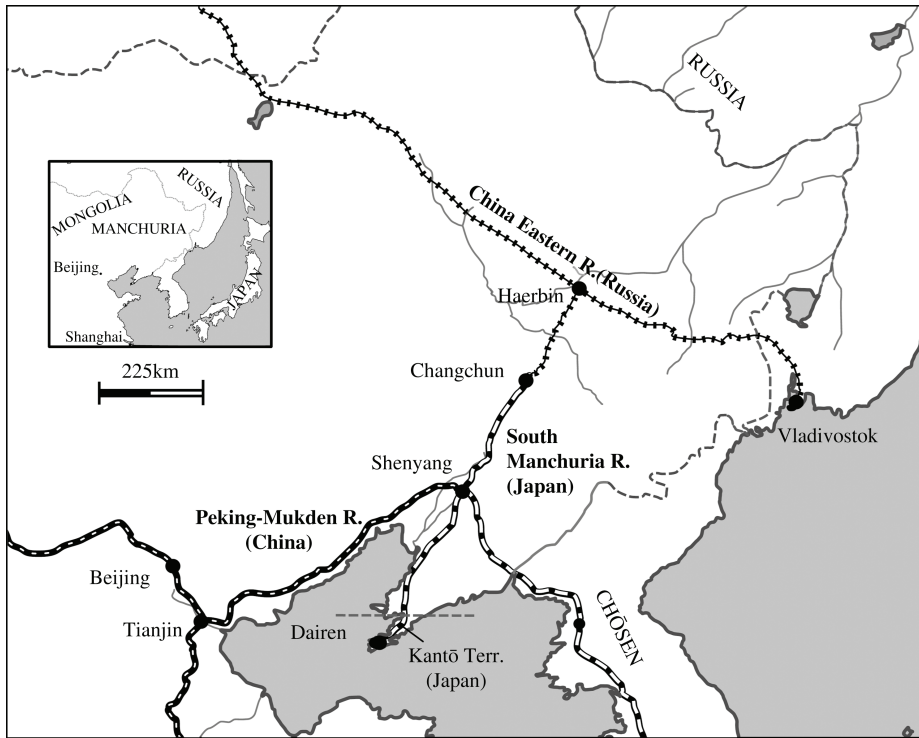 RUSSIA
MONGOLIA
RUSSIA
MANCHURIA
Beijing
JAPAN
Shanghai
225km
China Eastern R.(Russia)
Haerbin
Changchun
Vladivostok
South
Manchuria R.
(Japan)
Shenyang
Peking-Mukden R.
(China)
Beijing
Tianjin
Dairen
Kantō Terr.
(Japan)
CHŌSEN